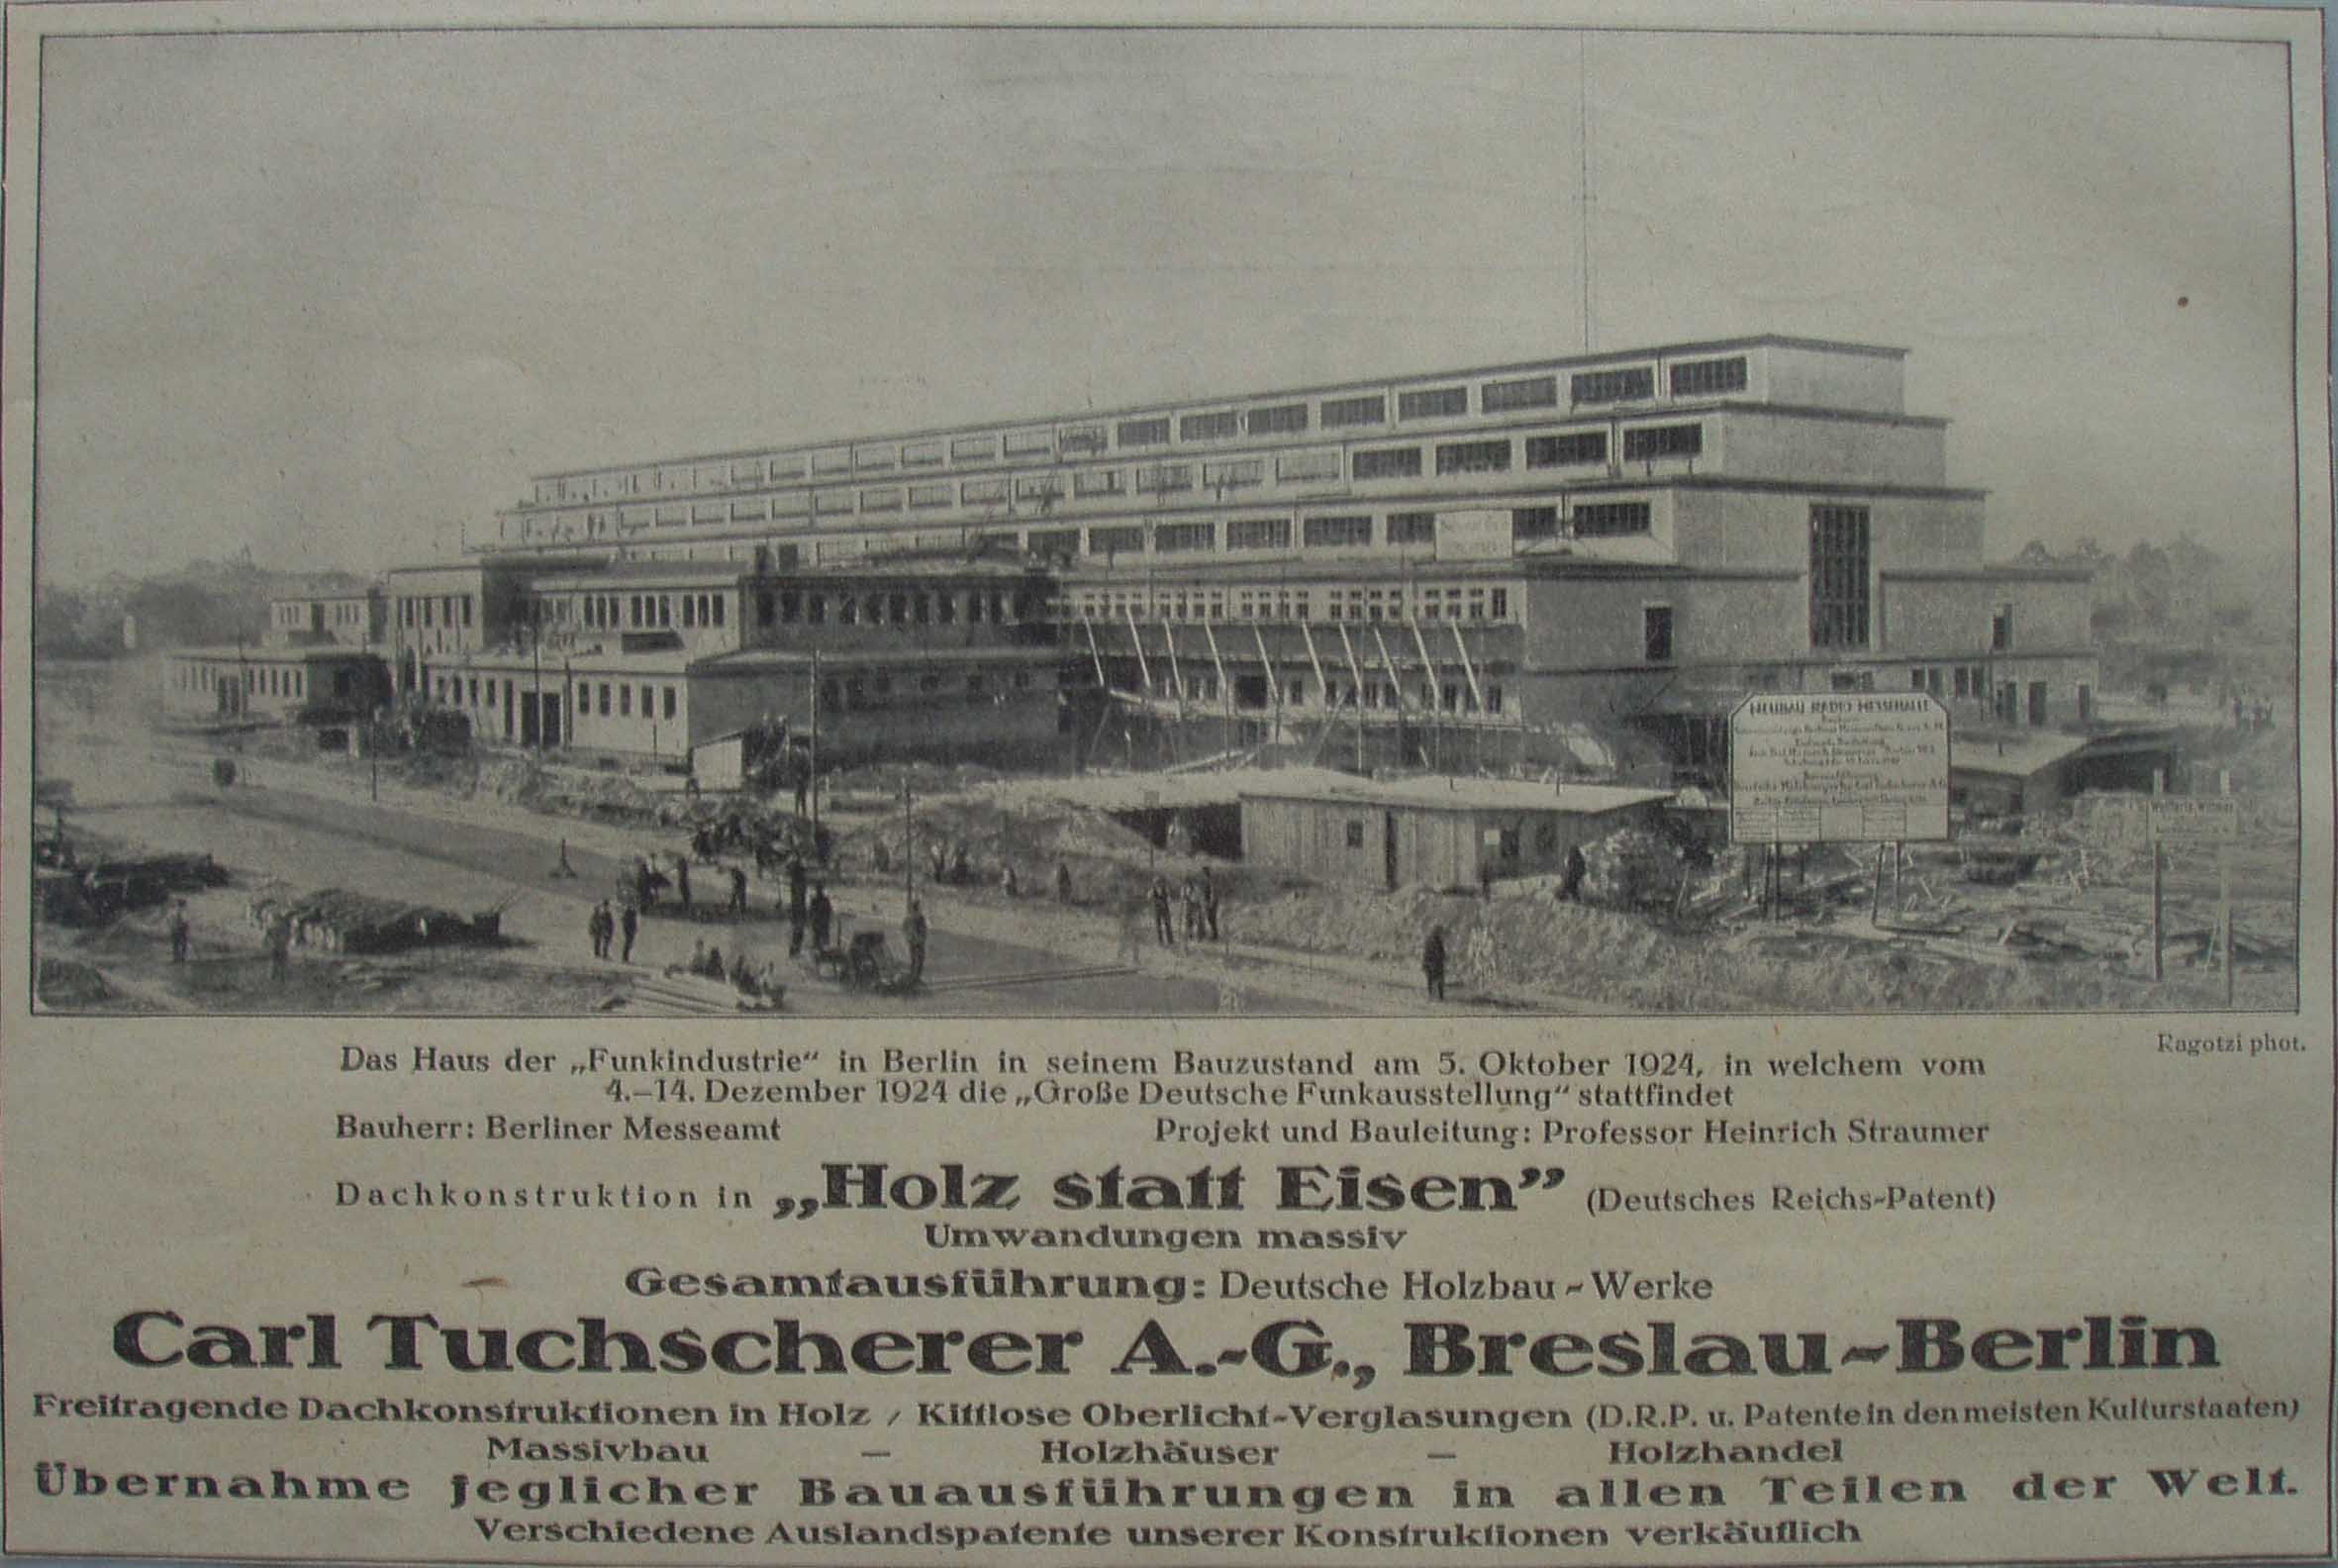 NEUBAU RADIO MESSEHALLE
Ragotzi phot.
Das Haus der „Funkindustrie“ in Berlin in seinem Bauzustand am 5. Oktober 1924, in welchem vom
4.–14. Dezember 1924 die „Große Deutsche Funkausstellung“ stattfindet
Bauherr: Berliner Messeamt Projekt und Bauleitung: Professor Heinrich Straumer
Dachkonstruktion in „Holz statt Eisen” (Deutsches Reichs-Patent)
Umwandungen massiv
Gesamtausführung: Deutsche Holzbau-Werke
Carl Tuchscherer A.-G., Breslau-Berlin
Freitragende Dachkonstruktionen in Holz / Kittlose Oberlicht-Verglasungen (D.R.P. u. Patente in den meisten Kulturstaaten)
Massivbau – Holzhäuser – Holzhandel
Übernahme jeglicher Bauausführungen in allen Teilen der Welt.
Verschiedene Auslandspatente unserer Konstruktionen verkäuflich